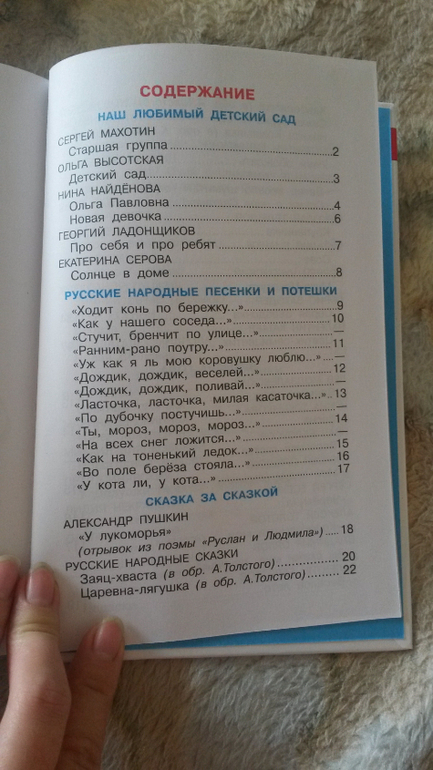 СОДЕРЖАНИЕ
НАШ ЛЮБИМЫЙ ДЕТСКИЙ САД
СЕРГЕЙ МАХОТИН
Старшая группа ........ 2
ОЛЬГА ВЫСОТСКАЯ
Детский сад ........ 3
НИНА НАЙДЁНОВА
Ольга Павловна ........ 4
Новая девочка ........ 6
ГЕОРГИЙ ЛАДОНЩИКОВ
Про себя и про ребят ........ 7
ЕКАТЕРИНА СЕРОВА
Солнце в доме ........ 8
РУССКИЕ НАРОДНЫЕ ПЕСЕНКИ И ПОТЕШКИ
«Ходит конь по бережку...» ........ 9
«Как у нашего соседа...» ........ 10
«Стучит, бренчит по улице...» ........ —
«Ранним-рано поутру...» ........ 11
«Уж как я ль мою коровушку люблю...» ... —
«Дождик, дождик, веселей...» ........ 12
«Дождик, дождик, поливай...» ........ —
«Ласточка, ласточка, милая касаточка...» .. 13
«По дубочку постучишь...» ........ —
«Ты, мороз, мороз, мороз...» ........ 14
«На всех снег ложится...» ........ —
«Как на тоненький ледок...» ........ 15
«Во поле берёза стояла...» ........ 16
«У кота ли, у кота...» ........ 17
СКАЗКА ЗА СКАЗКОЙ
АЛЕКСАНДР ПУШКИН
«У лукоморья»
(отрывок из поэмы «Руслан и Людмила») ..... 18
РУССКИЕ НАРОДНЫЕ СКАЗКИ
Заяц-хваста (в обр. А.Толстого) ........ 20
Царевна-лягушка (в обр. А.Толстого) ........ 22